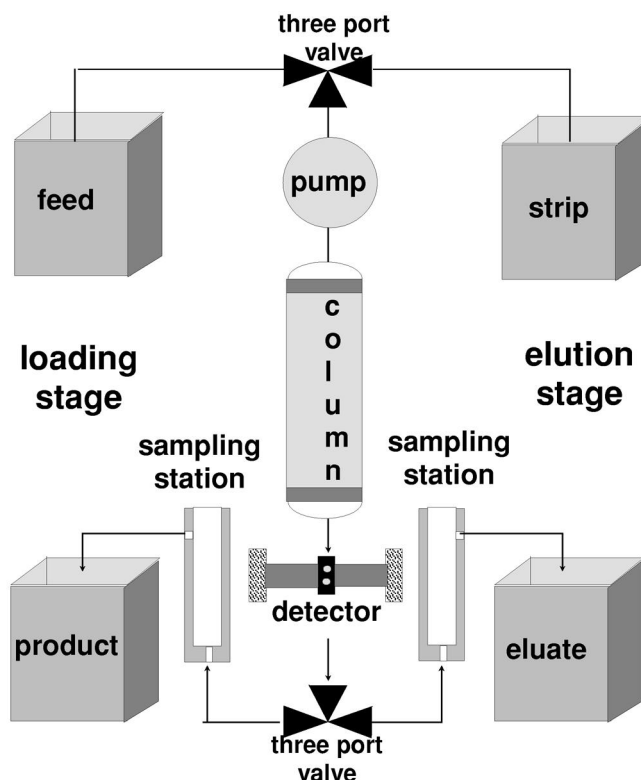 three port
valve
feed
pump
strip
column
loading
stage
elution
stage
sampling
station
sampling
station
detector
product
eluate
three port
valve